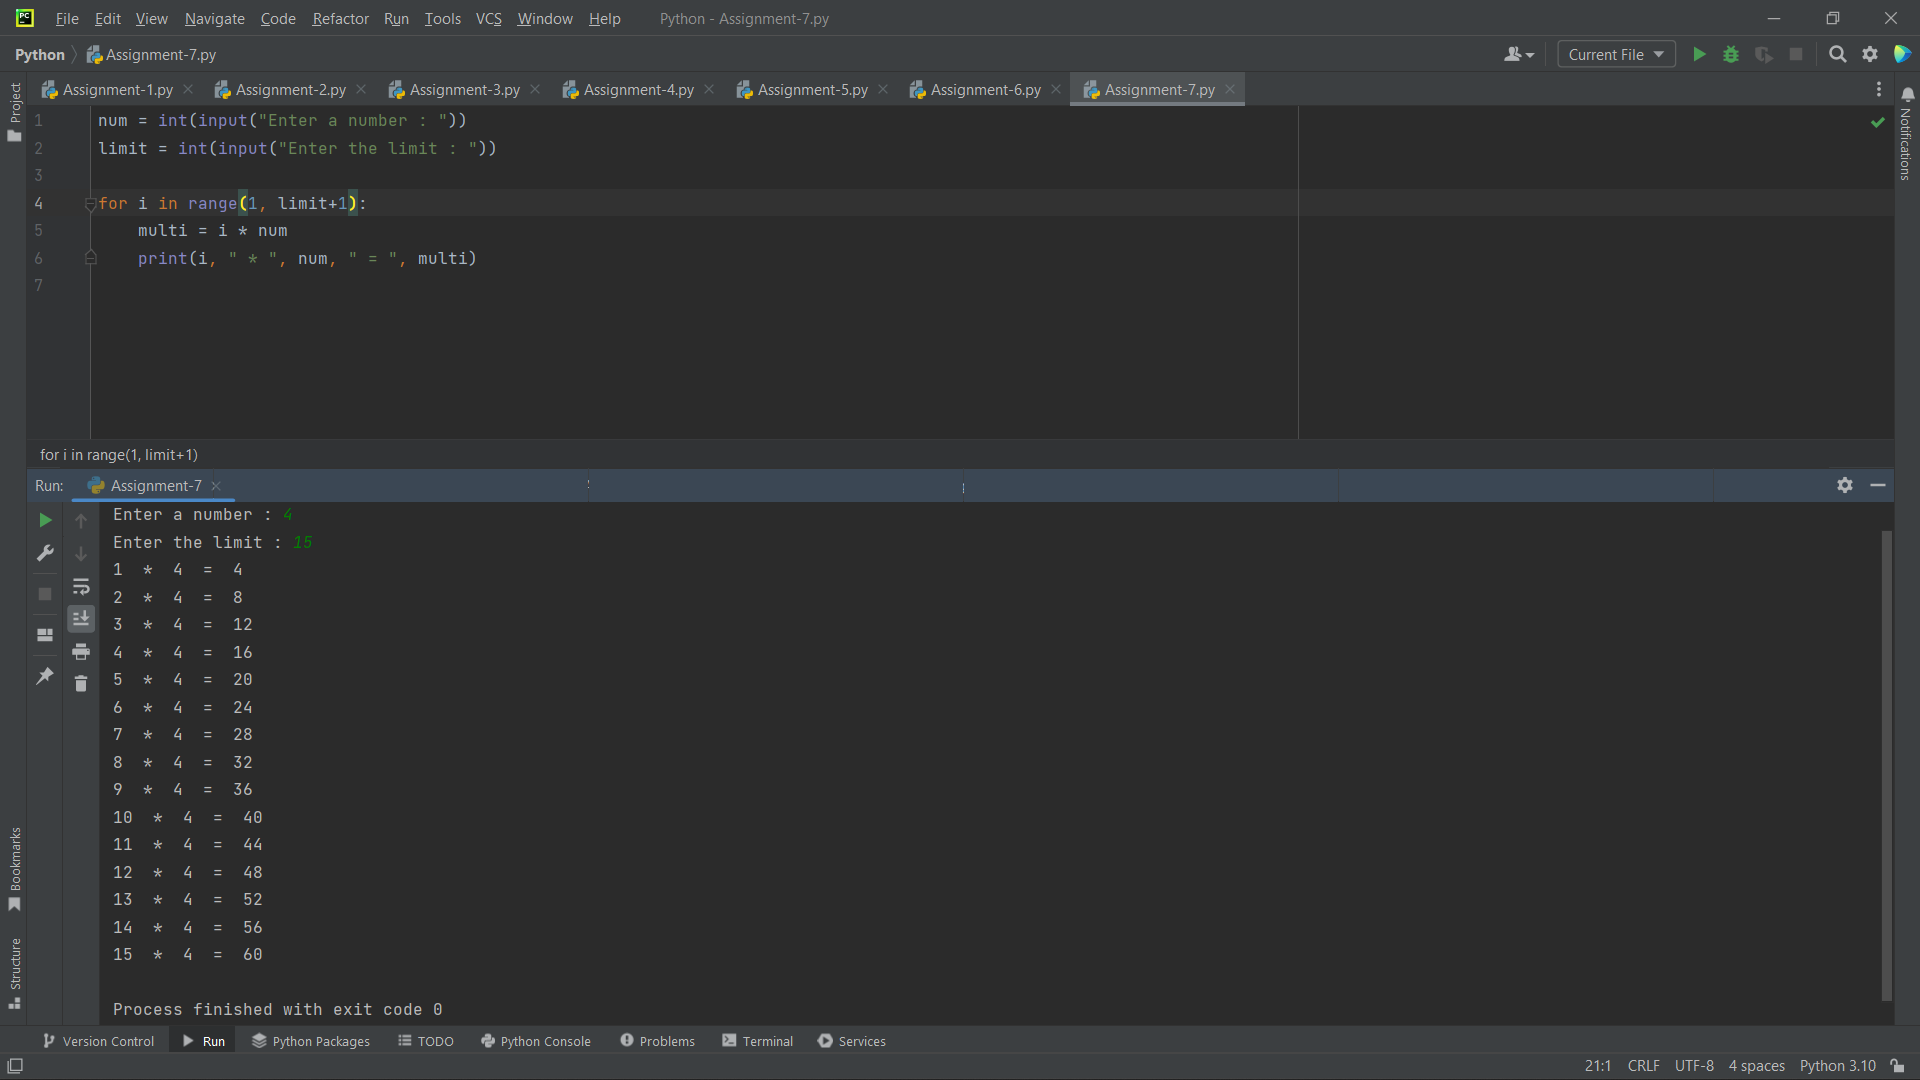 File Edit View Navigate Code Refactor Run Tools VCS Window Help Python - Assignment-7.py
Python Assignment-7.py Current File
Project
Assignment-1.py Assignment-2.py Assignment-3.py Assignment-4.py Assignment-5.py Assignment-6.py Assignment-7.py
Notifications
1 num = int(input("Enter a number : "))
2 limit = int(input("Enter the limit : "))
3
4 for i in range(1, limit+1):
5 multi = i * num
6 print(i, " * ", num, " = ", multi)
7
for i in range(1, limit+1)
Run: Assignment-7
Enter a number : 4
Enter the limit : 15
1  *  4  =  4
2  *  4  =  8
3  *  4  =  12
4  *  4  =  16
5  *  4  =  20
6  *  4  =  24
7  *  4  =  28
8  *  4  =  32
9  *  4  =  36
10  *  4  =  40
11  *  4  =  44
12  *  4  =  48
13  *  4  =  52
14  *  4  =  56
15  *  4  =  60
Process finished with exit code 0
Bookmarks
Structure
Version Control Run Python Packages TODO Python Console Problems Terminal Services
21:1 CRLF UTF-8 4 spaces Python 3.10